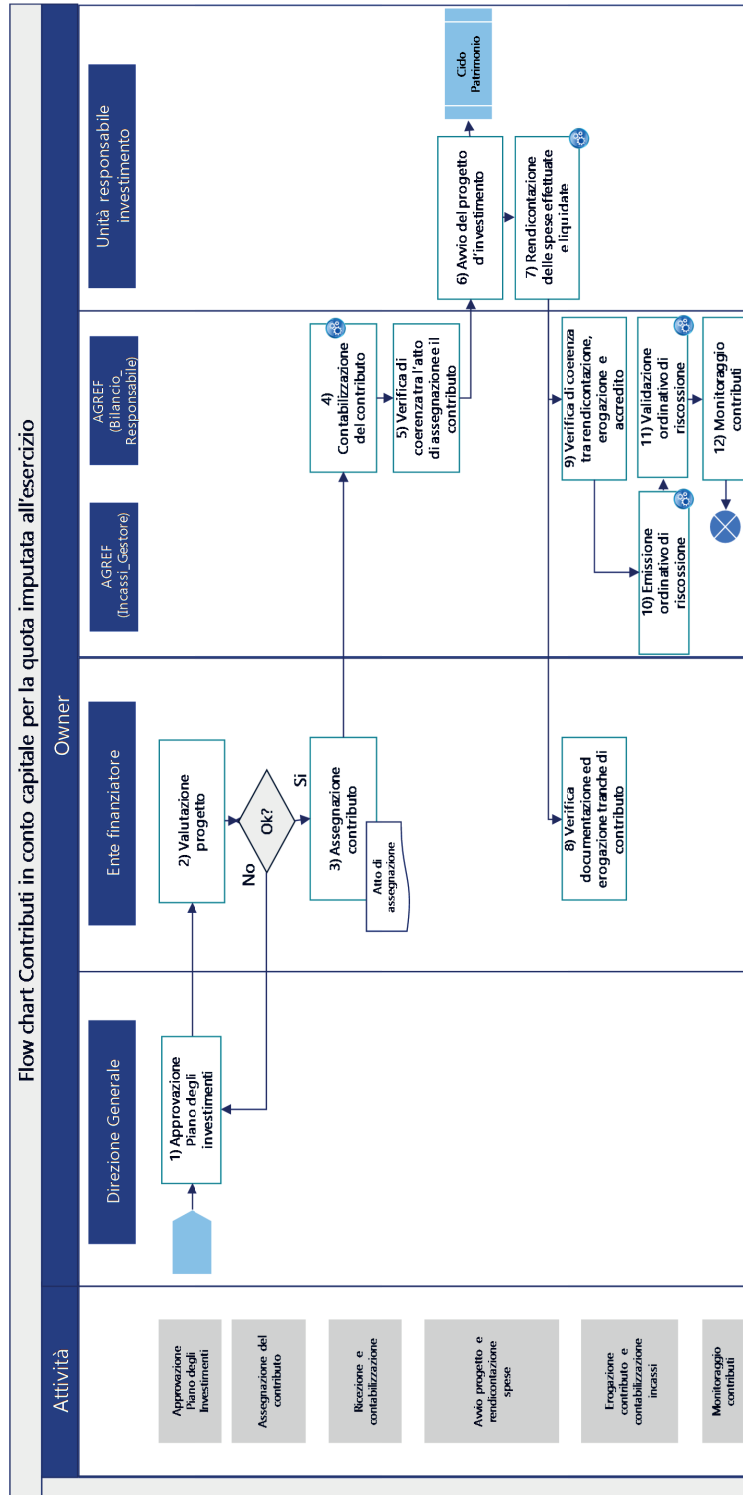 Flow chart Contributi in conto capitale per la quota imputata all'esercizio
Attività
Owner
Direzione Generale
Ente finanziatore
AGREF
(Incassi_Gestore)
AGREF
(Bilancio_
Responsabile)
Unità responsabile
investimento
Approvazione
Piano degli
Investimenti
1) Approvazione
Piano degli
investimenti
2) Valutazione
progetto
Assegnazione del
contributo
Ok?
No
Si
Ricezione e
contabilizzazione
3) Assegnazione
contributo
Atto di
assegnazione
4)
Contabilizzazione
del contributo
5) Verifica di
coerenza tra l'atto
di assegnazione e il
contributo
Avvio progetto e
rendicontazione
spese
6) Avvio del progetto
d'investimento
Ciclo
Patrimonio
7) Rendicontazione
delle spese effettuate
e liquidate
Erogazione
contributo e
contabilizzazione
incassi
8) Verifica
documentazione ed
erogazione tranche di
contributo
9) Verifica di coerenza
tra rendicontazione,
erogazione e
accredito
10) Emissione
ordinativo di
riscossione
11) Validazione
ordinativo di
riscossione
Monitoraggio
contributi
12) Monitoraggio
contributi